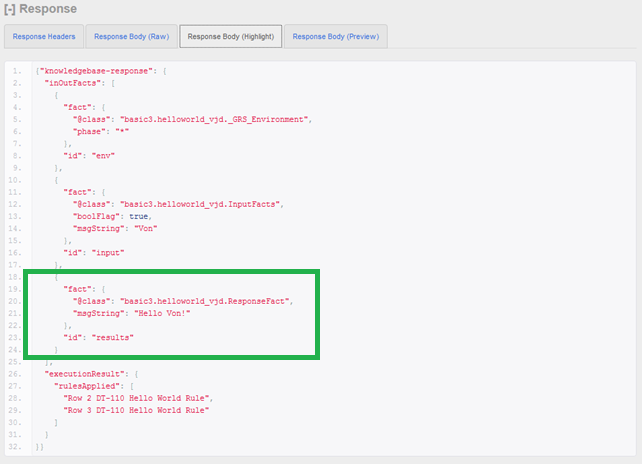 [-] Response
Response Headers Response Body (Raw) Response Body (Highlight) Response Body (Preview)
1. {"knowledgebase-response": {
2. "inOutFacts": [
3. {
4. "fact": {
5. "@class": "basic3.helloworld_vjd._GRS_Environment",
6. "phase": "*"
7. },
8. "id": "env"
9. },
10. {
11. "fact": {
12. "@class": "basic3.helloworld_vjd.InputFacts",
13. "boolFlag": true,
14. "msgString": "Von"
15. },
16. "id": "input"
17. },
18. {
19. "fact": {
20. "@class": "basic3.helloworld_vjd.ResponseFact",
21. "msgString": "Hello Von!"
22. },
23. "id": "results"
24. }
25. ],
26. "executionResult": {
27. "rulesApplied": [
28. "Row 2 DT-110 Hello World Rule",
29. "Row 3 DT-110 Hello World Rule"
30. ]
31. }
32. }}